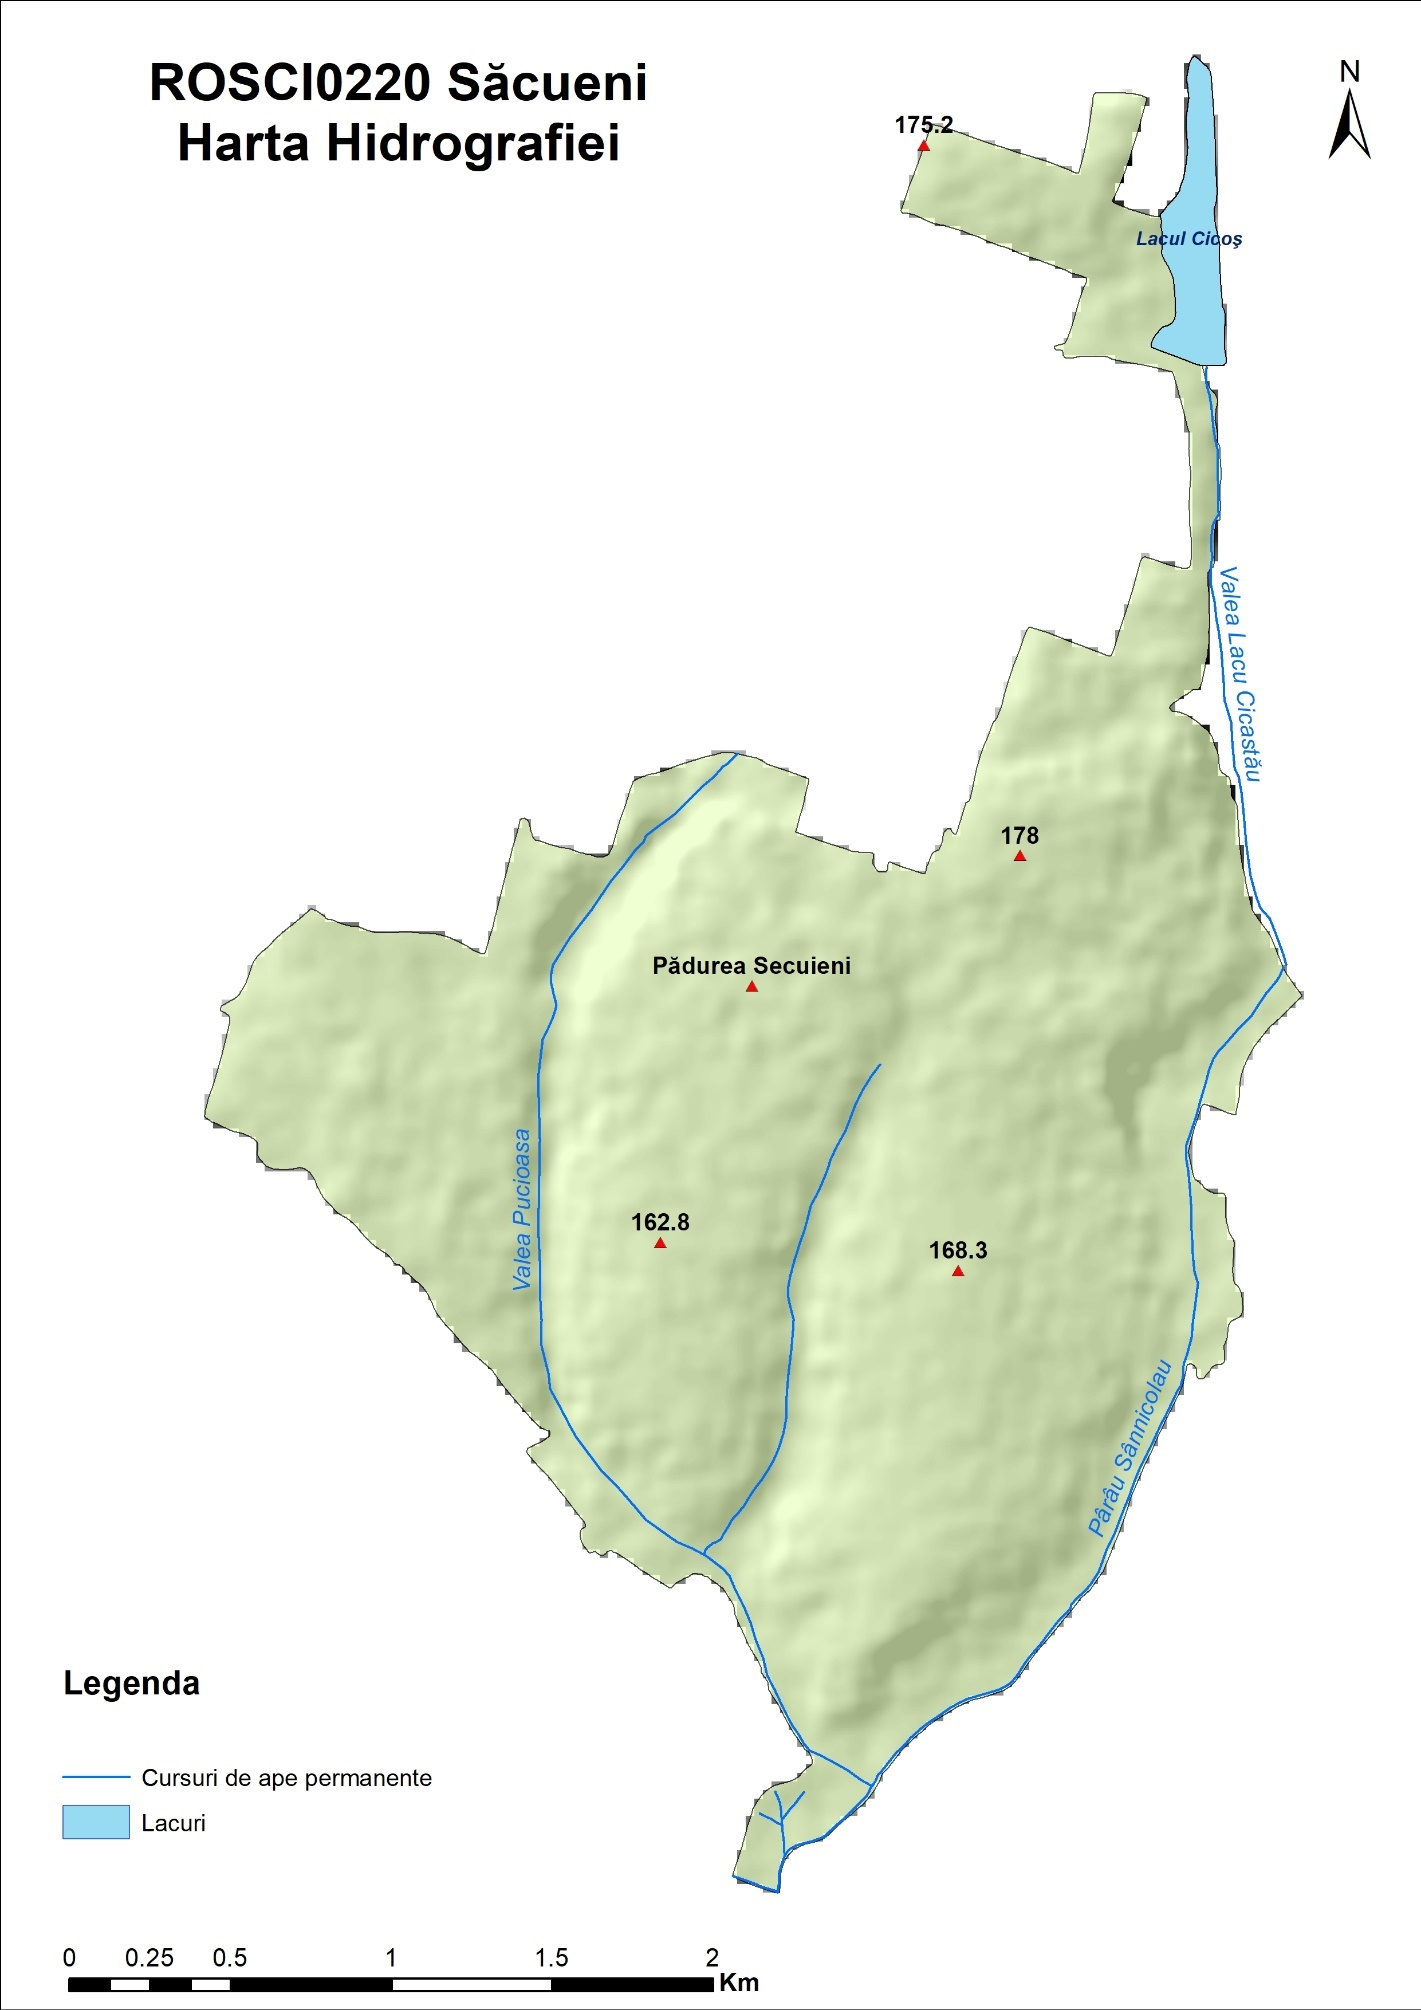 ROSCI0220 Săcueni
Harta Hidrografiei
N
175.2
Lacul Cicoş
Valea Lacu Cicastău
178
Pădurea Secuieni
Valea Pucioasa
162.8
168.3
Pârâu Sânnicolau
Legenda
Cursuri de ape permanente
Lacuri
0 0.25 0.5 1 1.5 2
Km